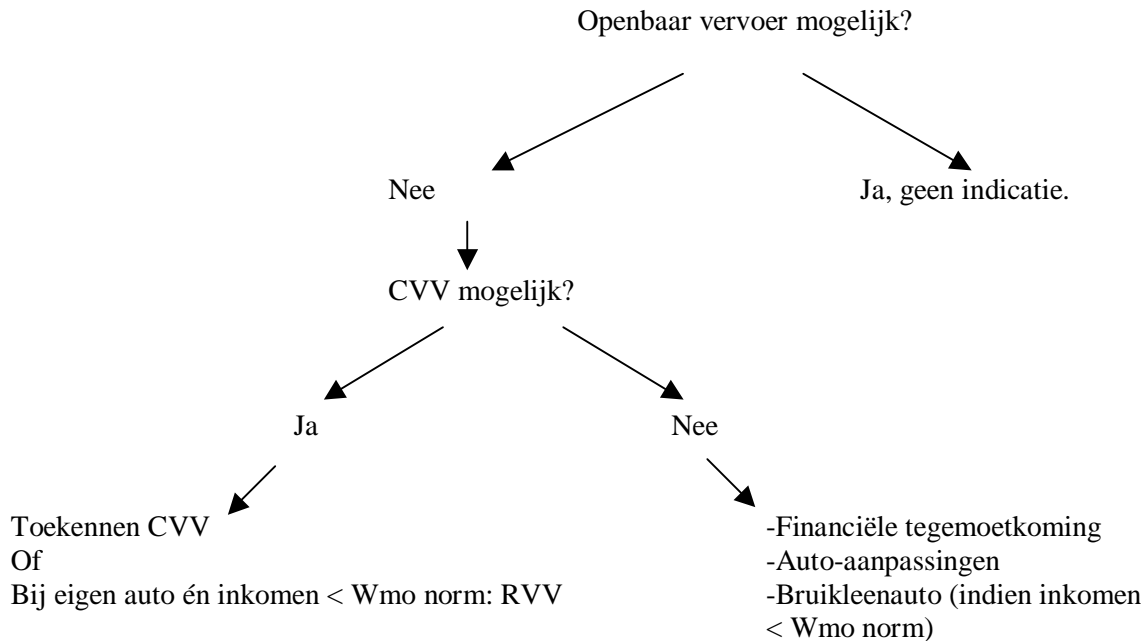 Openbaar vervoer mogelijk?
Nee
Ja, geen indicatie.
CVV mogelijk?
Ja
Nee
Toekennen CVV
Of
Bij eigen auto én inkomen < Wmo norm: RVV
-Financiële tegemoetkoming
-Auto-aanpassingen
-Bruikleenauto (indien inkomen
< Wmo norm)